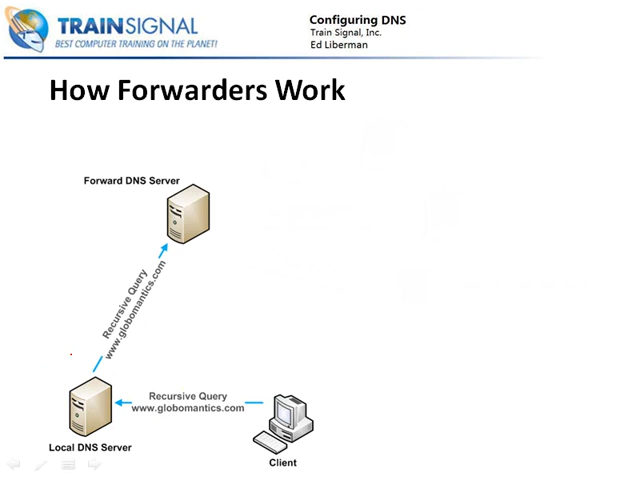 TRAINSIGNAL
BEST COMPUTER TRAINING ON THE PLANET!
Configuring DNS
Train Signal, Inc.
Ed Liberman
How Forwarders Work
Forward DNS Server
Recursive Query
www.globomantics.com
Recursive Query
www.globomantics.com
Local DNS Server
Client